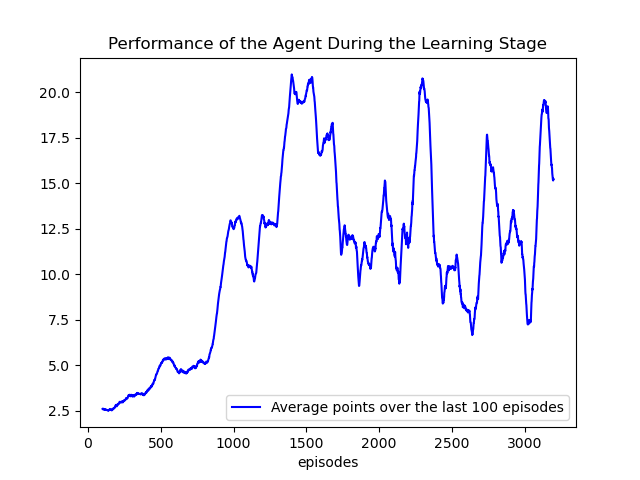 Performance of the Agent During the Learning Stage
20.0
17.5
15.0
12.5
10.0
7.5
5.0
2.5
Average points over the last 100 episodes
0 500 1000 1500 2000 2500 3000
episodes